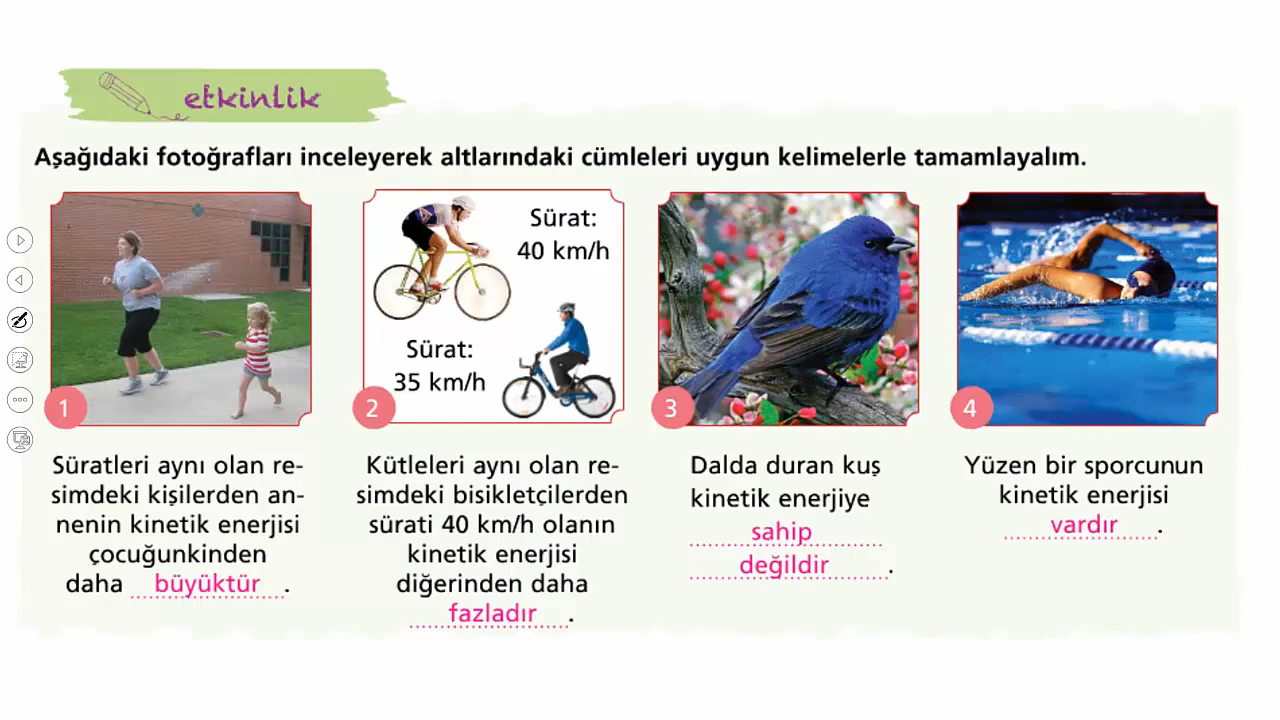 etkinlik
Aşağıdaki fotoğrafları inceleyerek altlarındaki cümleleri uygun kelimelerle tamamlayalım.
1
Süratleri aynı olan re-
simdeki kişilerden an-
nenin kinetik enerjisi
çocuğunkinden
daha büyüktür .
Sürat:
40 km/h
Sürat:
35 km/h
2
Kütleleri aynı olan re-
simdeki bisikletçilerden
sürati 40 km/h olanın
kinetik enerjisi
diğerinden daha
fazladır .
3
Dalda duran kuş
kinetik enerjiye
sahip
değildir .
4
Yüzen bir sporcunun
kinetik enerjisi
vardır .